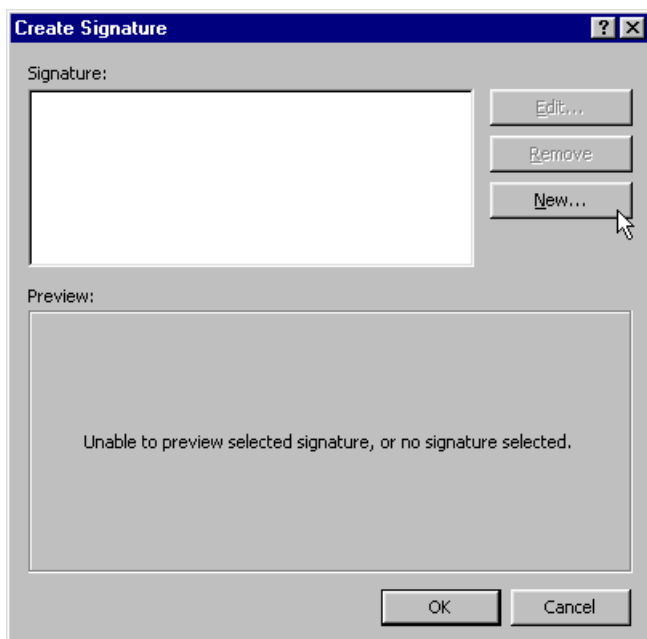 Create Signature
Signature:
Edit...
Remove
New...
Preview:
Unable to preview selected signature, or no signature selected.
OK Cancel